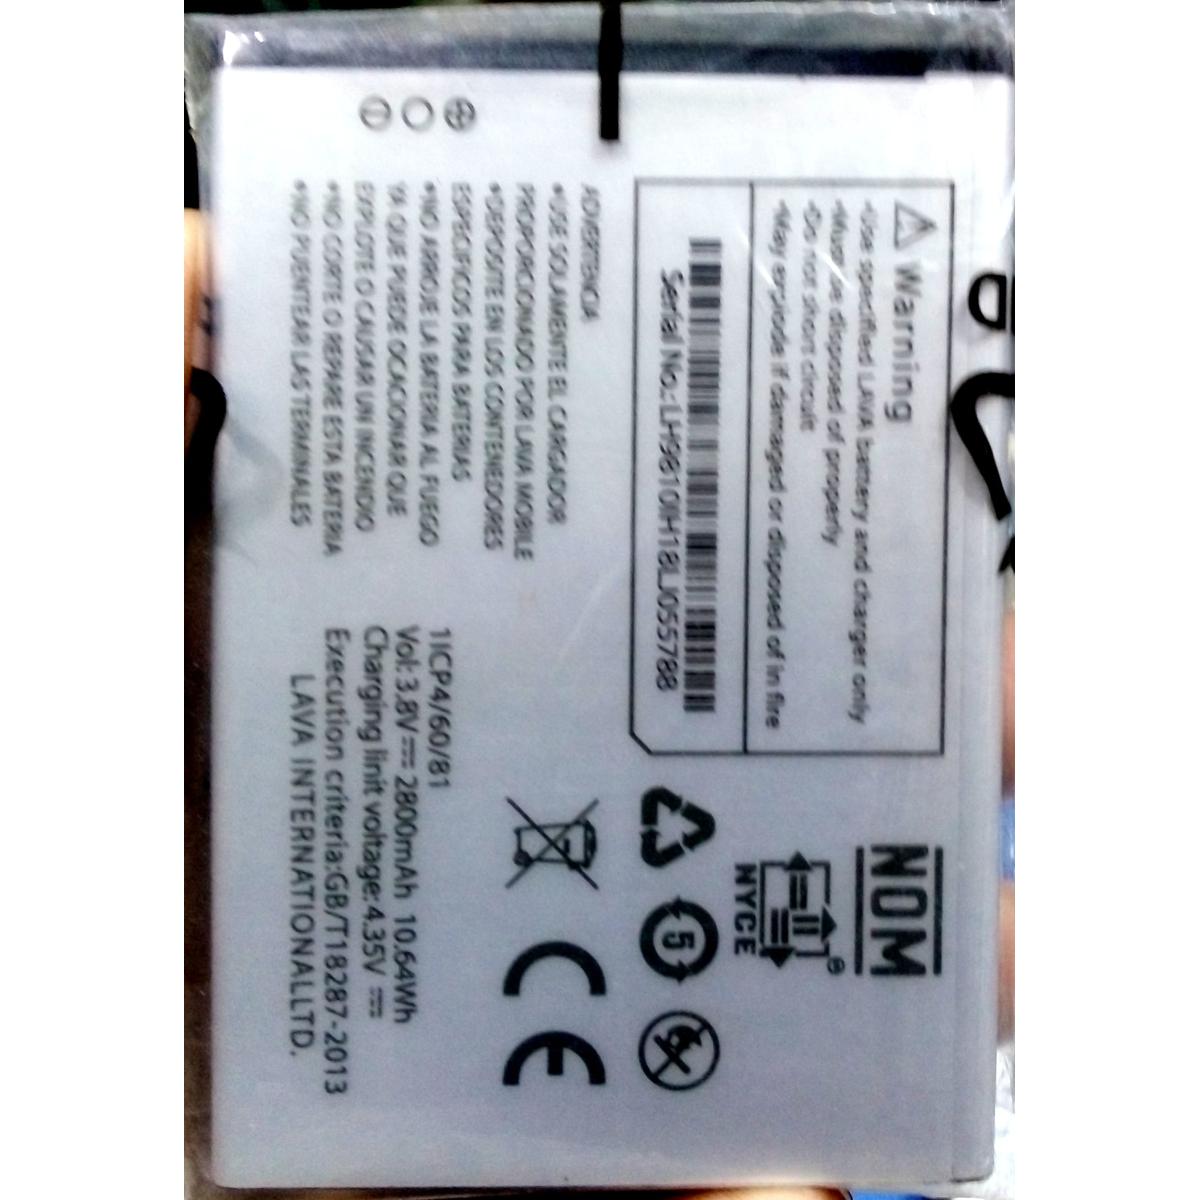 Warning
•Use specified LAVA battery and charger only
•Must be disposed of properly
•Do not short circuit
•May explode if damaged or disposed of in fire
Serial No.:LH9810IH18LJ055788
NOM
NYCE
®
5
CE
ADVERTENCIA
•USE SOLAMENTE EL CARGADOR
PROPORCIONADO POR LAVA MOBILE
•DEPOSITE EN LOS CONTENEDORES
ESPECIFICOS PARA BATERIAS
•NO ARROJE LA BATERIA AL FUEGO
YA QUE PUEDE OCACIONAR QUE
EXPLOTE O CAUSAR UN INCENDIO
•NO CORTE O REPARE ESTA BATERIA
•NO PUENTEAR LAS TERMINALES
1ICP4/60/81
Vol: 3.8V⎓ 2800mAh 10.64Wh
Charging linit voltage:4.35V ⎓
Execution criteria:GB/T18287-2013
LAVA INTERNATIONALLTD.